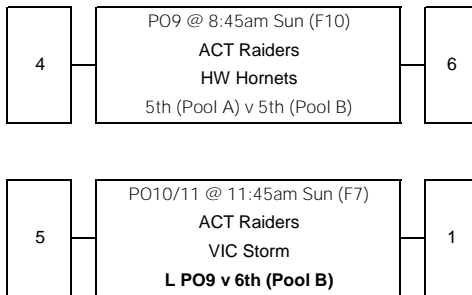 PO9 @ 8:45am Sun (F10)
4
ACT Raiders
HW Hornets
6
5th (Pool A) v 5th (Pool B)
PO10/11 @ 11:45am Sun (F7)
5
ACT Raiders
VIC Storm
1
L PO9 v 6th (Pool B)